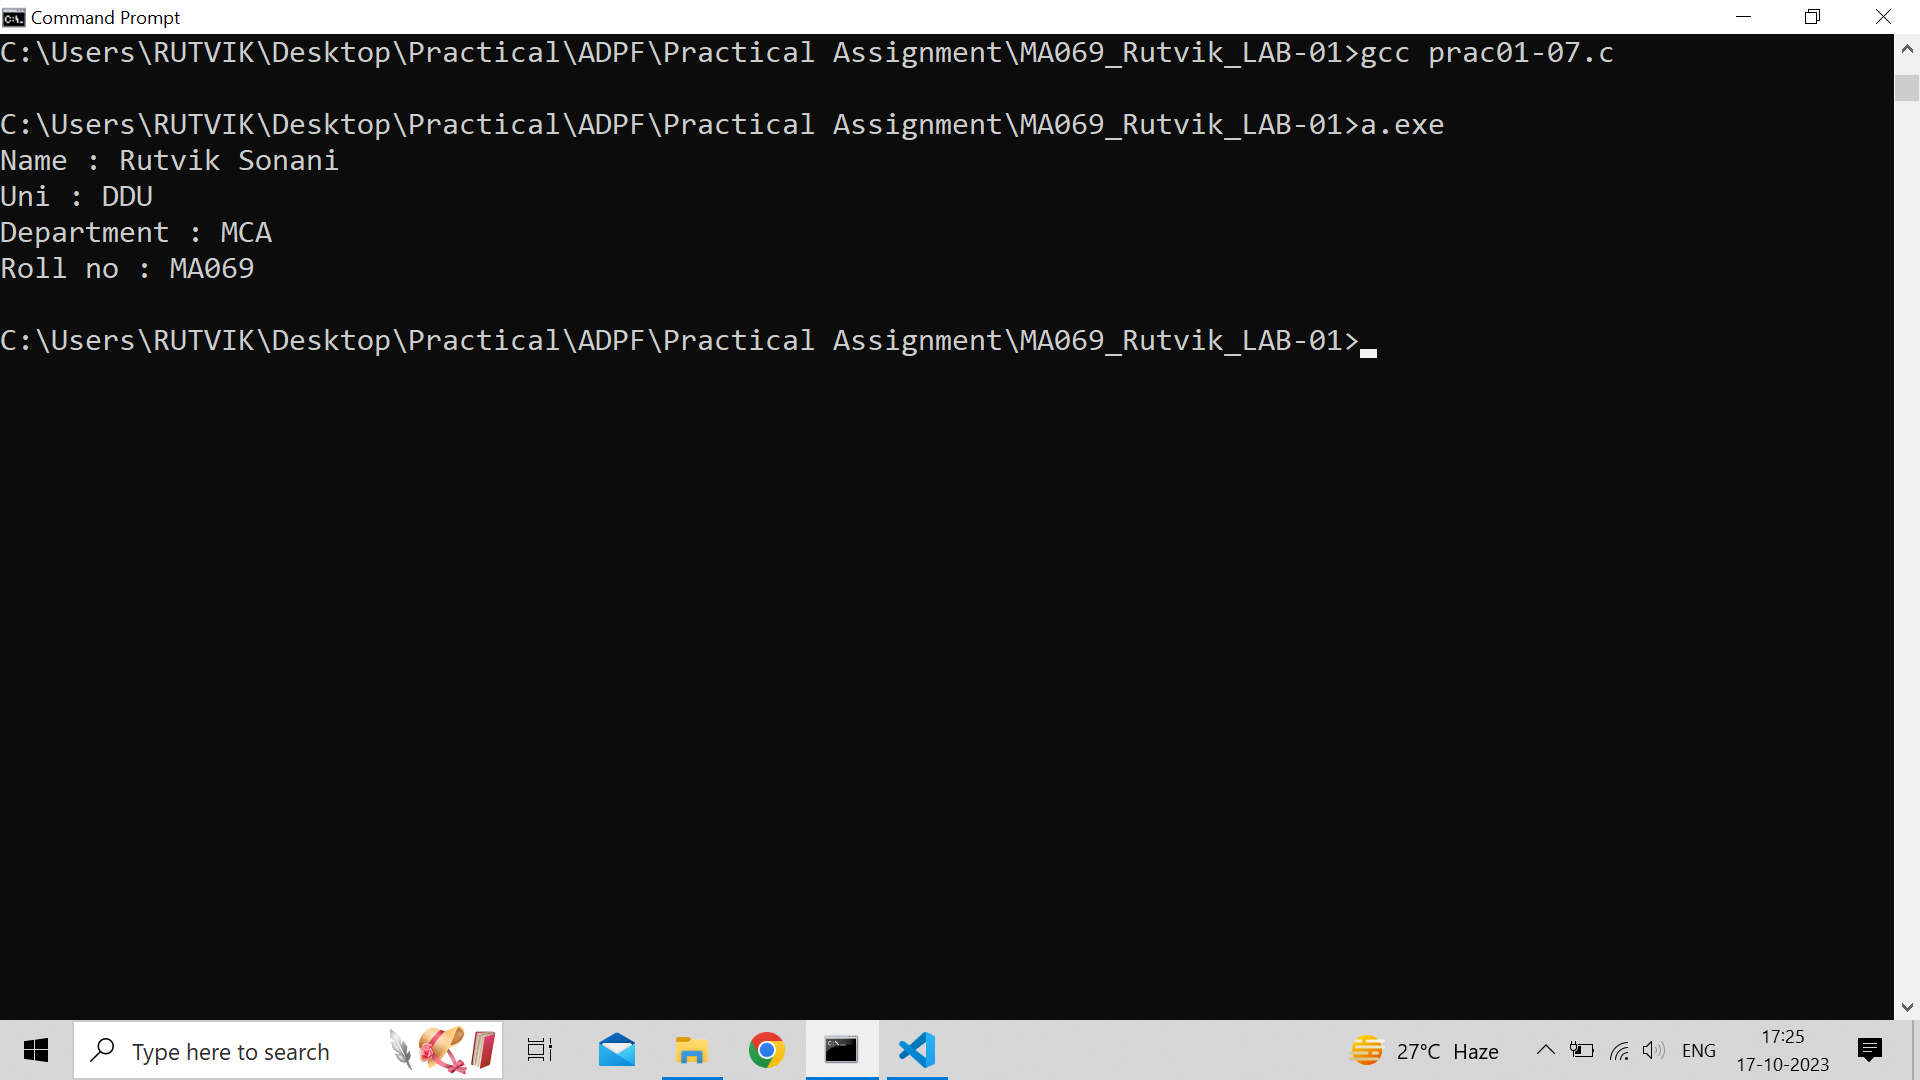 Command Prompt
C:\Users\RUTVIK\Desktop\Practical\ADPF\Practical Assignment\MA069_Rutvik_LAB-01>gcc prac01-07.c
C:\Users\RUTVIK\Desktop\Practical\ADPF\Practical Assignment\MA069_Rutvik_LAB-01>a.exe
Name : Rutvik Sonani
Uni : DDU
Department : MCA
Roll no : MA069
C:\Users\RUTVIK\Desktop\Practical\ADPF\Practical Assignment\MA069_Rutvik_LAB-01>
Type here to search
27°C Haze
ENG
17:25
17-10-2023